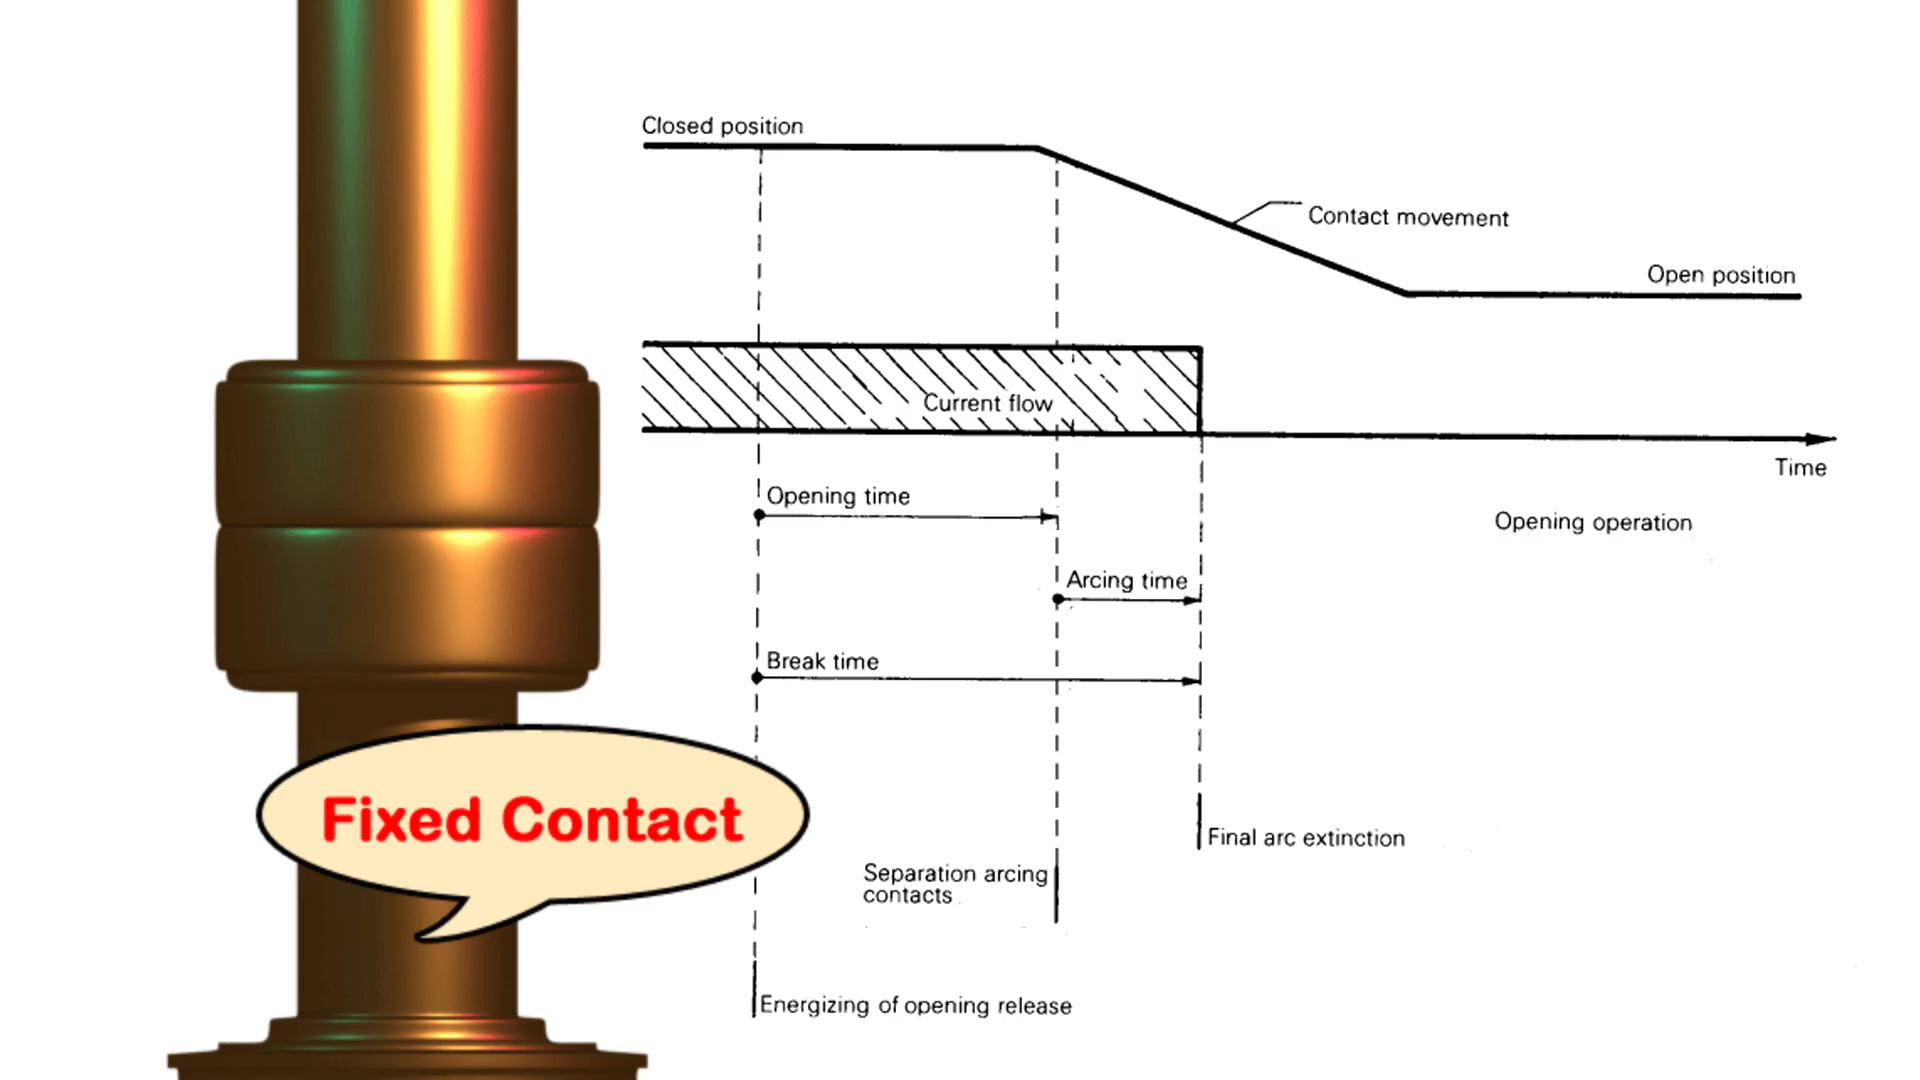 Closed position
Contact movement
Open position
Current flow
Time
Opening time
Opening operation
Arcing time
Break time
Fixed Contact
Final arc extinction
Separation arcing
contacts
Energizing of opening release